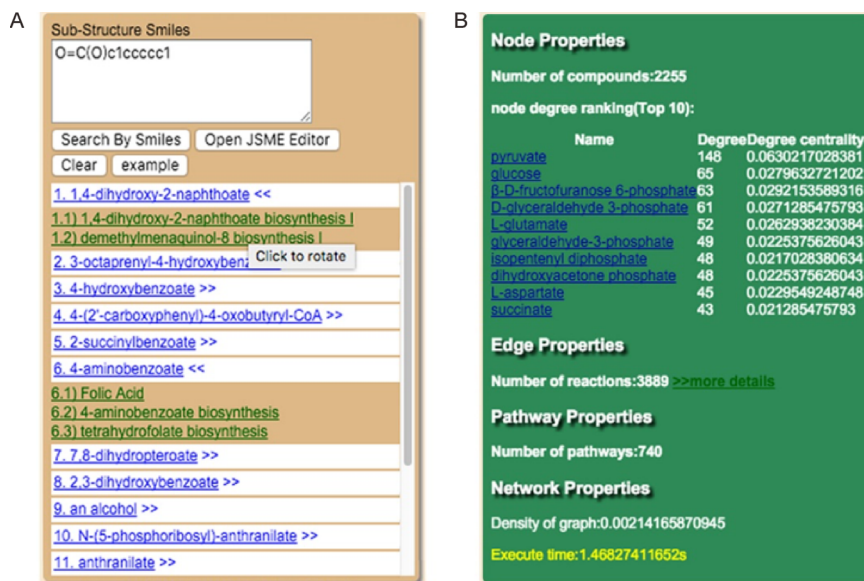 A
Sub-Structure Smiles
O=C(O)c1ccccc1
Search By Smiles Open JSME Editor
Clear example
1. 1,4-dihydroxy-2-naphthoate <<
1.1) 1,4-dihydroxy-2-naphthoate biosynthesis I
1.2) demethylmenaquinol-8 biosynthesis I
Click to rotate
2. 3-octaprenyl-4-hydroxybenz
3. 4-hydroxybenzoate >>
4. 4-(2'-carboxyphenyl)-4-oxobutyryl-CoA >>
5. 2-succinylbenzoate >>
6. 4-aminobenzoate <<
6.1) Folic Acid
6.2) 4-aminobenzoate biosynthesis
6.3) tetrahydrofolate biosynthesis
7. 7,8-dihydropteroate >>
8. 2,3-dihydroxybenzoate >>
9. an alcohol >>
10. N-(5-phosphoribosyl)-anthranilate >>
11. anthranilate >>
B
Node Properties
Number of compounds:2255
node degree ranking(Top 10):
Name Degree Degree centrality
pyruvate 148 0.0630217028381
glucose 65 0.0279632721202
β-D-fructofuranose 6-phosphate 63 0.0292153589316
D-glyceraldehyde 3-phosphate 61 0.0271285475793
L-glutamate 52 0.0262938230384
glyceraldehyde-3-phosphate 49 0.0225375626043
isopentenyl diphosphate 48 0.0217028380634
dihydroxyacetone phosphate 48 0.0225375626043
L-aspartate 45 0.0229549248748
succinate 43 0.021285475793
Edge Properties
Number of reactions:3889 >>more details
Pathway Properties
Number of pathways:740
Network Properties
Density of graph:0.00214165870945
Execute time:1.46827411652s